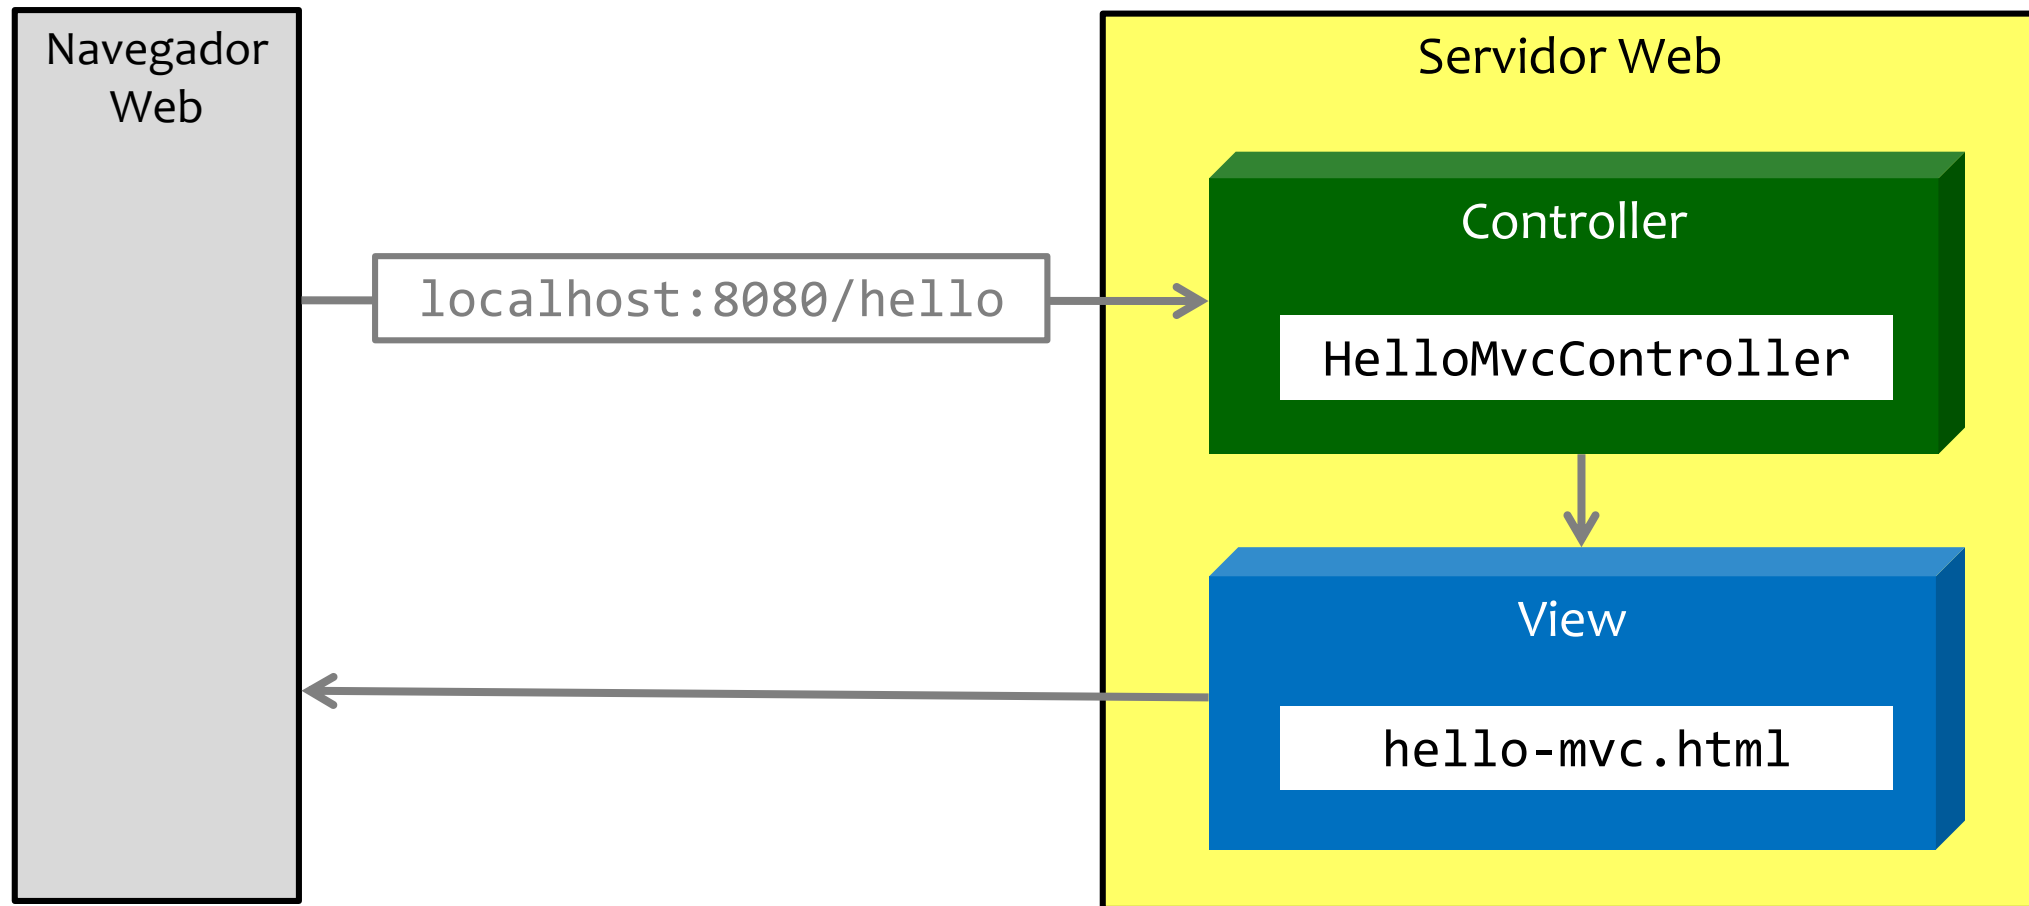 Navegador
Web
Servidor Web
Controller
localhost:8080/hello
HelloMvcController
View
hello-mvc.html